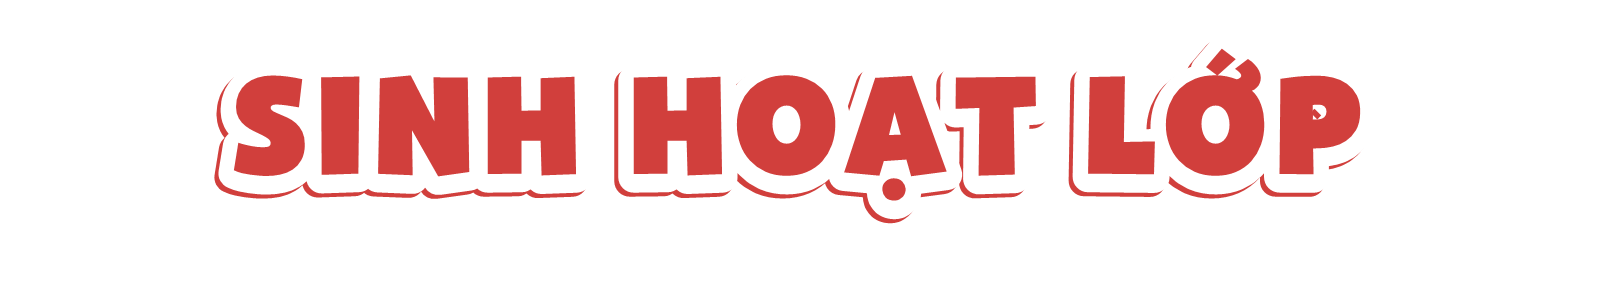 SINH HOẠT LỚP